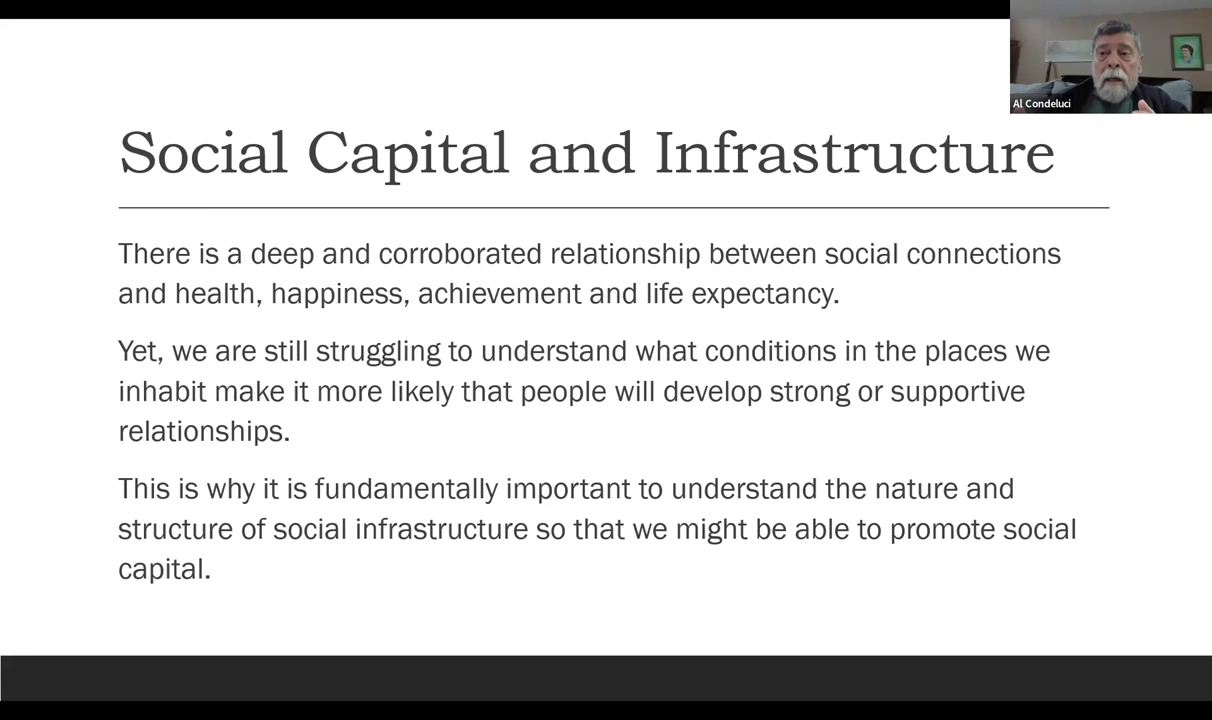 Al Condeluci
Social Capital and Infrastructure
There is a deep and corroborated relationship between social connections
and health, happiness, achievement and life expectancy.
Yet, we are still struggling to understand what conditions in the places we
inhabit make it more likely that people will develop strong or supportive
relationships.
This is why it is fundamentally important to understand the nature and
structure of social infrastructure so that we might be able to promote social
capital.